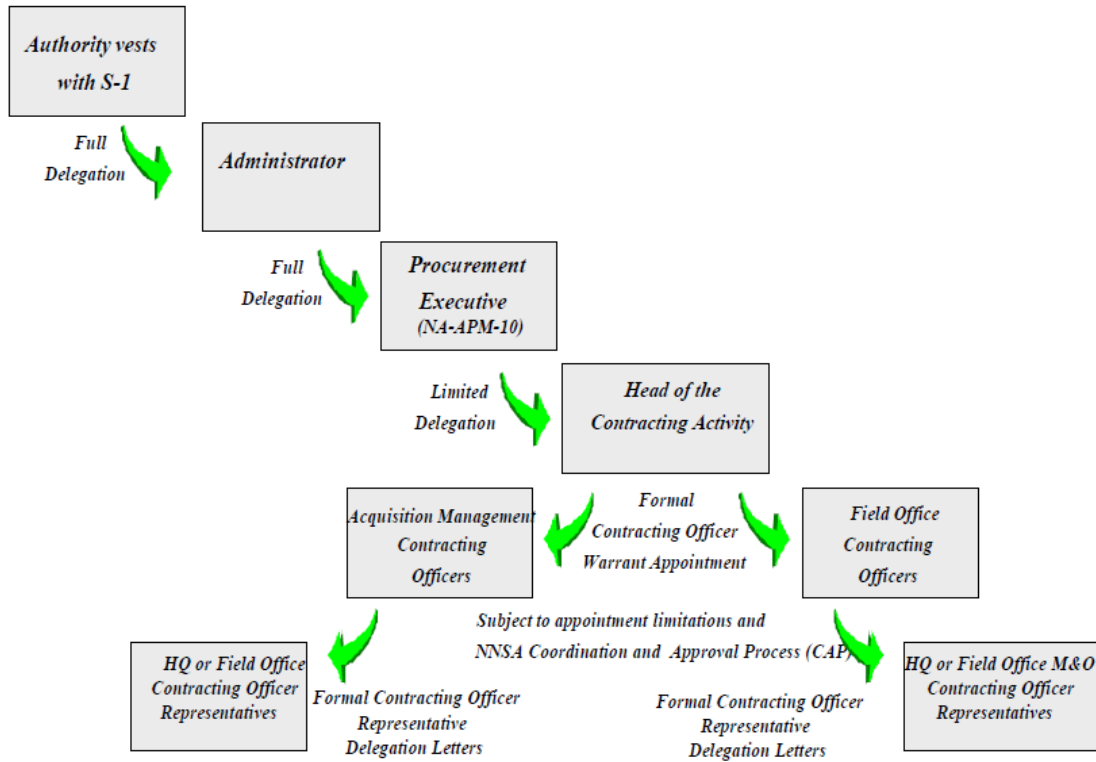 Authority vests
with S-1
Full
Delegation
Administrator
Full
Delegation
Procurement
Executive
(NA-APM-10)
Limited
Delegation
Head of the
Contracting Activity
Acquisition Management
Contracting
Officers
Formal
Contracting Officer
Warrant Appointment
Field Office
Contracting
Officers
Subject to appointment limitations and
NNSA Coordination and Approval Process (CAP)
HQ or Field Office
Contracting Officer
Representatives
Formal Contracting Officer
Representative
Delegation Letters
Formal Contracting Officer
Representative
Delegation Letters
HQ or Field Office M&O
Contracting Officer
Representatives